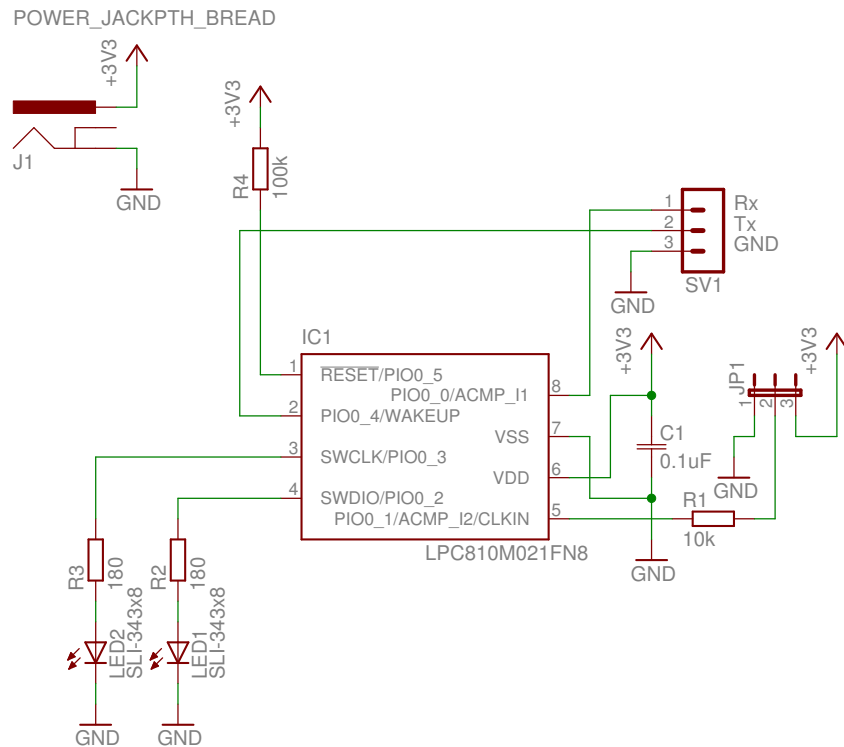 POWER_JACKPTH_BREAD
+3V3
J1
GND
+3V3
R4
100k
1
2
3
Rx
Tx
GND
SV1
GND
IC1
1
RESET/PIO0_5
PIO0_0/ACMP_I1
8
2
PIO0_4/WAKEUP
VSS
7
3
SWCLK/PIO0_3
VDD
6
4
SWDIO/PIO0_2
PIO0_1/ACMP_I2/CLKIN
5
LPC810M021FN8
+3V3
C1
0.1uF
GND
JP1
1
2
3
+3V3
GND
R1
10k
R3
180
R2
180
LED2
SLI-343x8
LED1
SLI-343x8
GND
GND